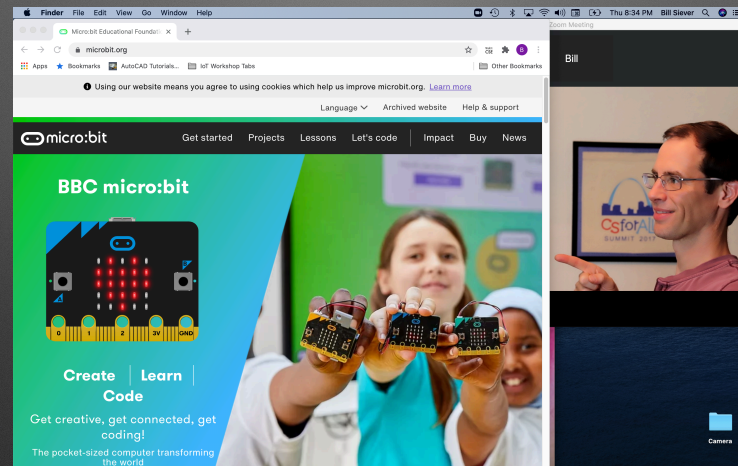 Finder File Edit View Go Window Help
Thu 8:34 PM Bill Siever
Zoom Meeting
Micro:bit Educational Foundati
microbit.org
B
Apps Bookmarks AutoCAD Tutorials... IoT Workshop Tabs Other Bookmarks
Using our website means you agree to using cookies which help us improve microbit.org. Learn more
Language Archived website Help & support
micro:bit Get started Projects Lessons Let's code Impact Buy News
BBC micro:bit
0 1 2 3V GND
Create Learn
Code
Get creative, get connected, get
coding!
The pocket-sized computer transforming
the world
Bill
CSforALL
SUMMIT 2017
Camera